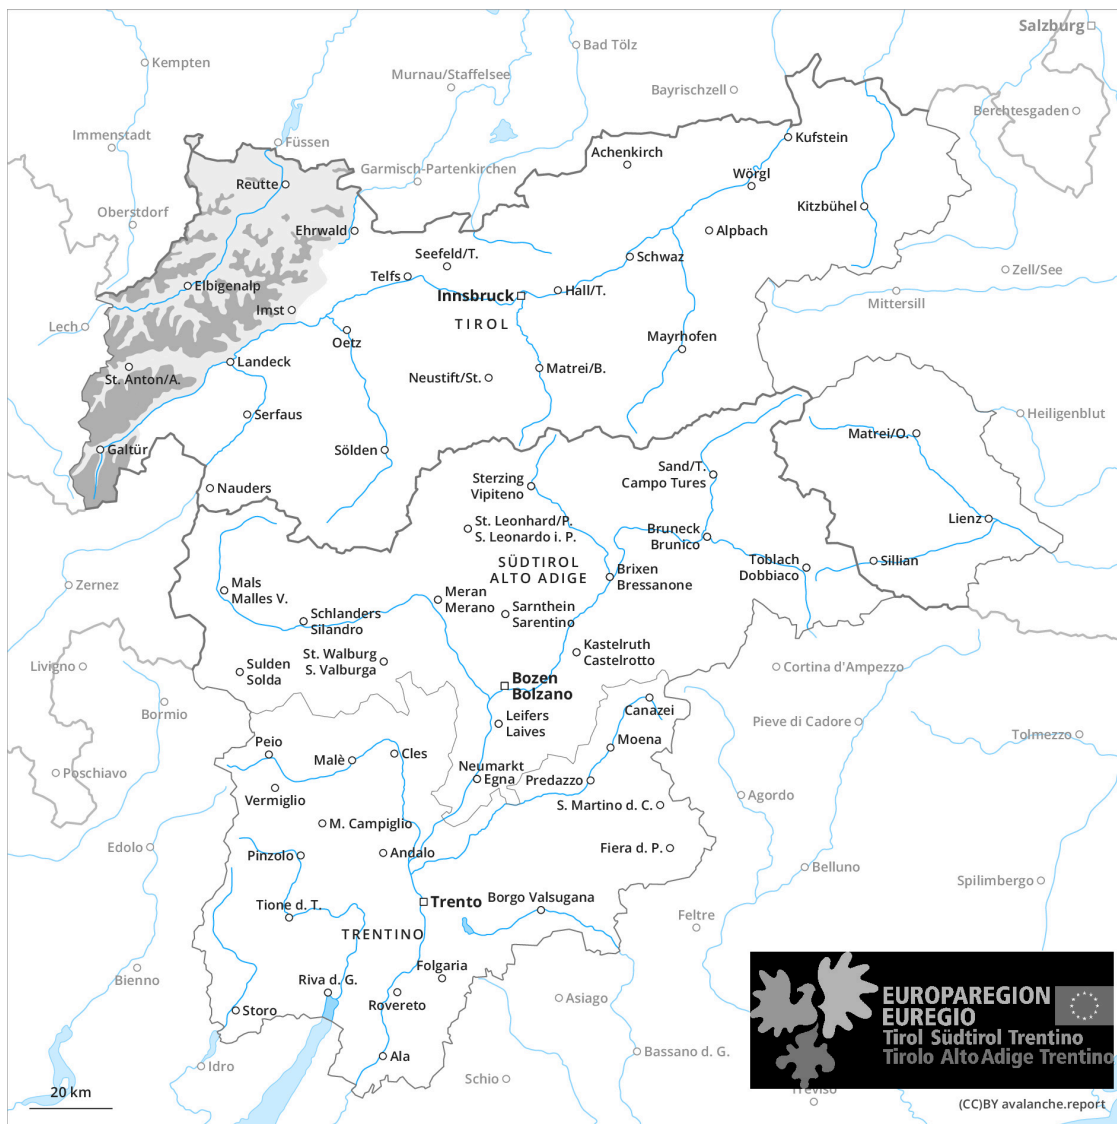 Salzburg
Kempten
Bad Tölz
Murnau/Staffelsee
Bayrischzell
Berchtesgaden
Immenstadt
Füssen
Kufstein
Achenkirch
Garmisch-Partenkirchen
Wörgl
Reutte
Oberstdorf
Kitzbühel
Ehrwald
Alpbach
Seefeld/T.
Schwaz
Telfs
Zell/See
Elbigenalp
Innsbruck
Hall/T.
Mittersill
Imst
TIROL
Lech
Oetz
Mayrhofen
Landeck
Matrei/B.
St. Anton/A.
Neustift/St.
Serfaus
Heiligenblut
Matrei/O.
Galtür
Sölden
Sand/T.
Campo Tures
Sterzing
Vipiteno
Nauders
Lienz
St. Leonhard/P.
S. Leonardo i. P.
Bruneck
Brunico
SÜDTIROL
ALTO ADIGE
Toblach
Dobbiaco
Sillian
Brixen
Bressanone
Zernez
Mals
Malles V.
Meran
Merano
Sarnthein
Sarentino
Schlanders
Silandro
Kastelruth
Castelrotto
St. Walburg
S. Valburga
Livigno
Sulden
Solda
Cortina d'Ampezzo
Bozen
Bolzano
Canazei
Bormio
Leifers
Laives
Pieve di Cadore
Tolmezzo
Moena
Peio
Cles
Malè
Neumarkt
Egna
Predazzo
Poschiavo
Vermiglio
Agordo
S. Martino d. C.
M. Campiglio
Edolo
Pinzolo
Andalo
Fiera d. P.
Belluno
Spilimbergo
Tione d. T.
Trento
Borgo Valsugana
Feltre
TRENTINO
Bienno
Folgaria
Riva d. G.
Rovereto
Asiago
Storo
EUROPAREGION
EUREGIO
Tirol Südtirol Trentino
Tirolo Alto Adige Trentino
Ala
Idro
Bassano d. G.
Schio
Treviso
20 km
(CC)BY avalanche.report